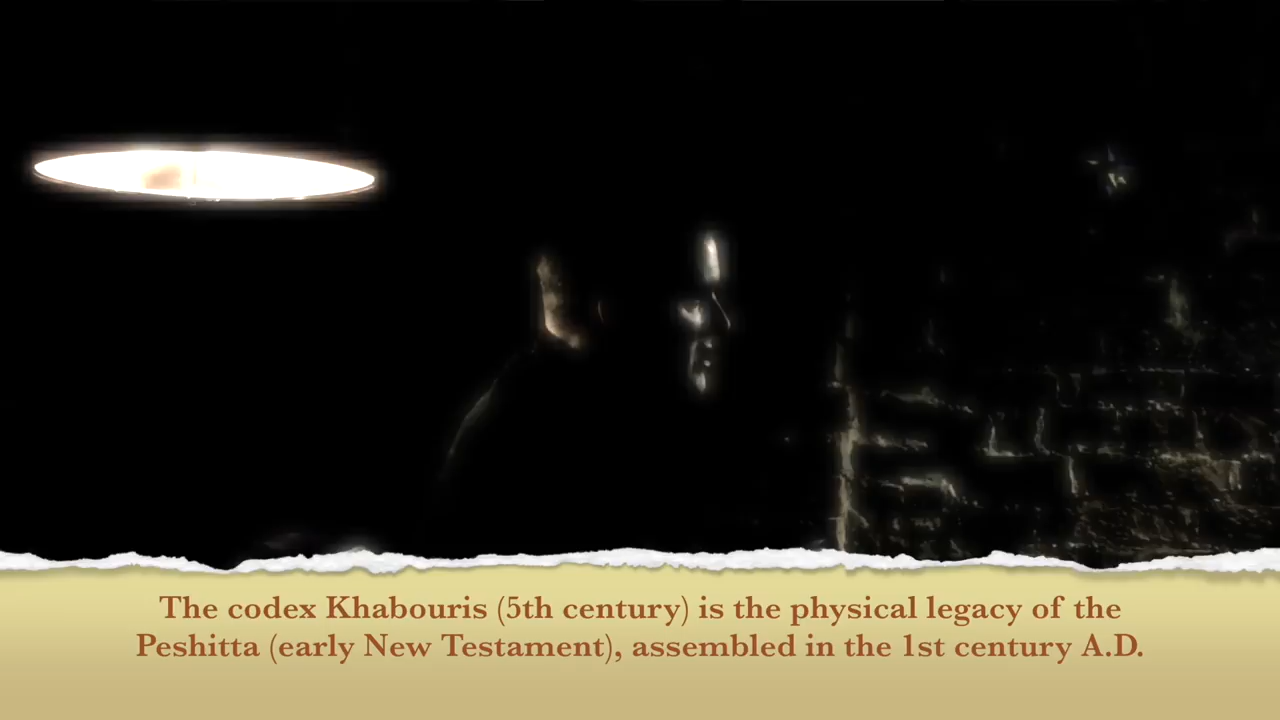 The codex Khabouris (5th century) is the physical legacy of the
Peshitta (early New Testament), assembled in the 1st century A.D.